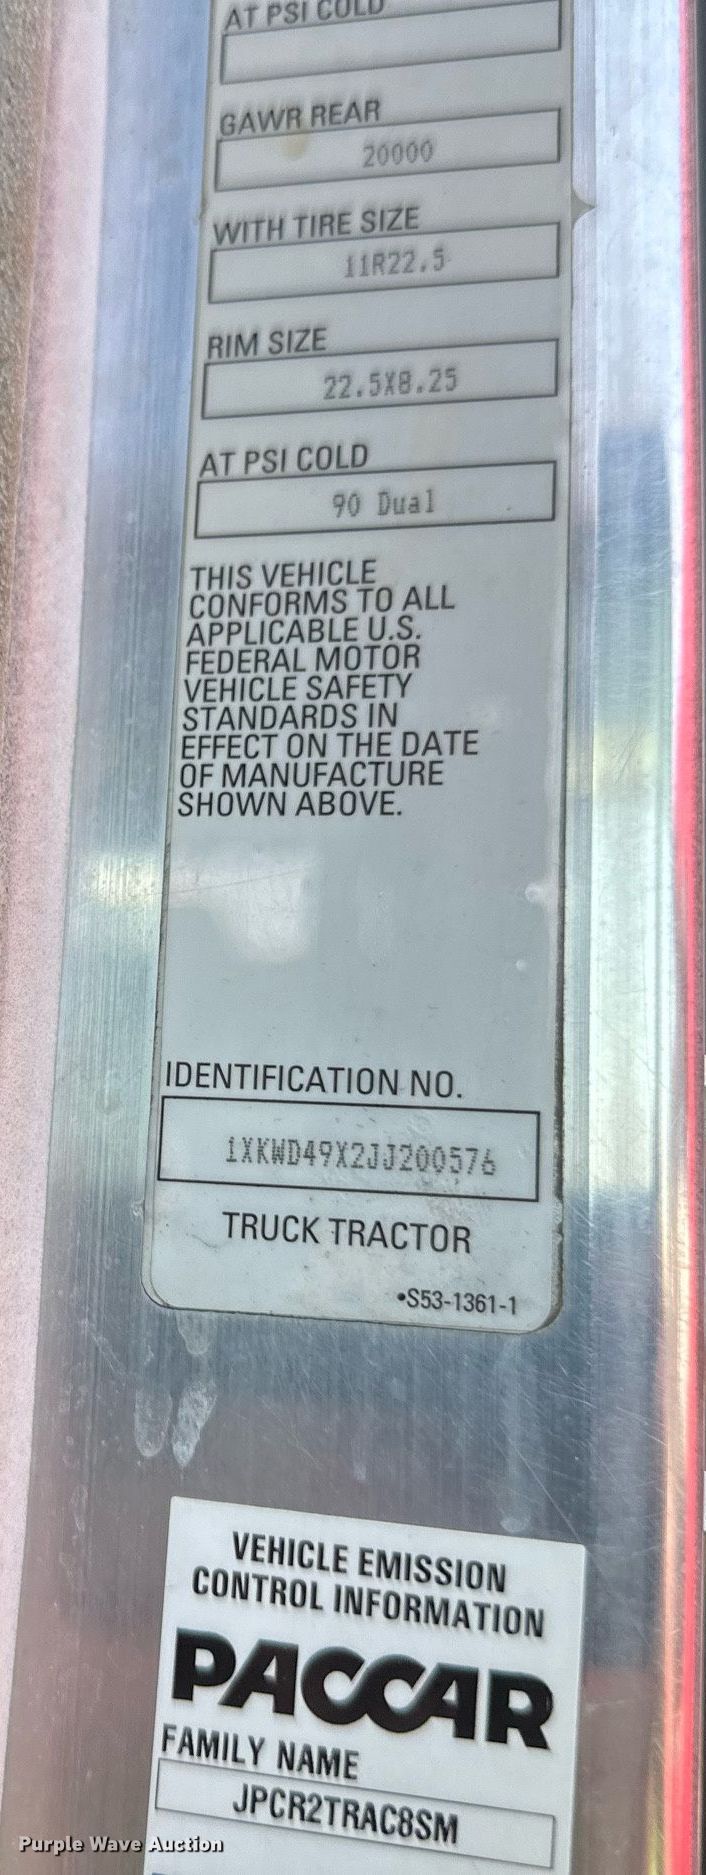 AT PSI COLD
GAWR REAR
20000
WITH TIRE SIZE
11R22.5
RIM SIZE
22.5X8.25
AT PSI COLD
90 Dual
THIS VEHICLE
CONFORMS TO ALL
APPLICABLE U.S.
FEDERAL MOTOR
VEHICLE SAFETY
STANDARDS IN
EFFECT ON THE DATE
OF MANUFACTURE
SHOWN ABOVE.
IDENTIFICATION NO.
1XKWD49X2JJ200576
TRUCK TRACTOR
•S53-1361-1
VEHICLE EMISSION
CONTROL INFORMATION
PACCAR
FAMILY NAME
JPCR2TRAC8SM
Purple Wave Auction